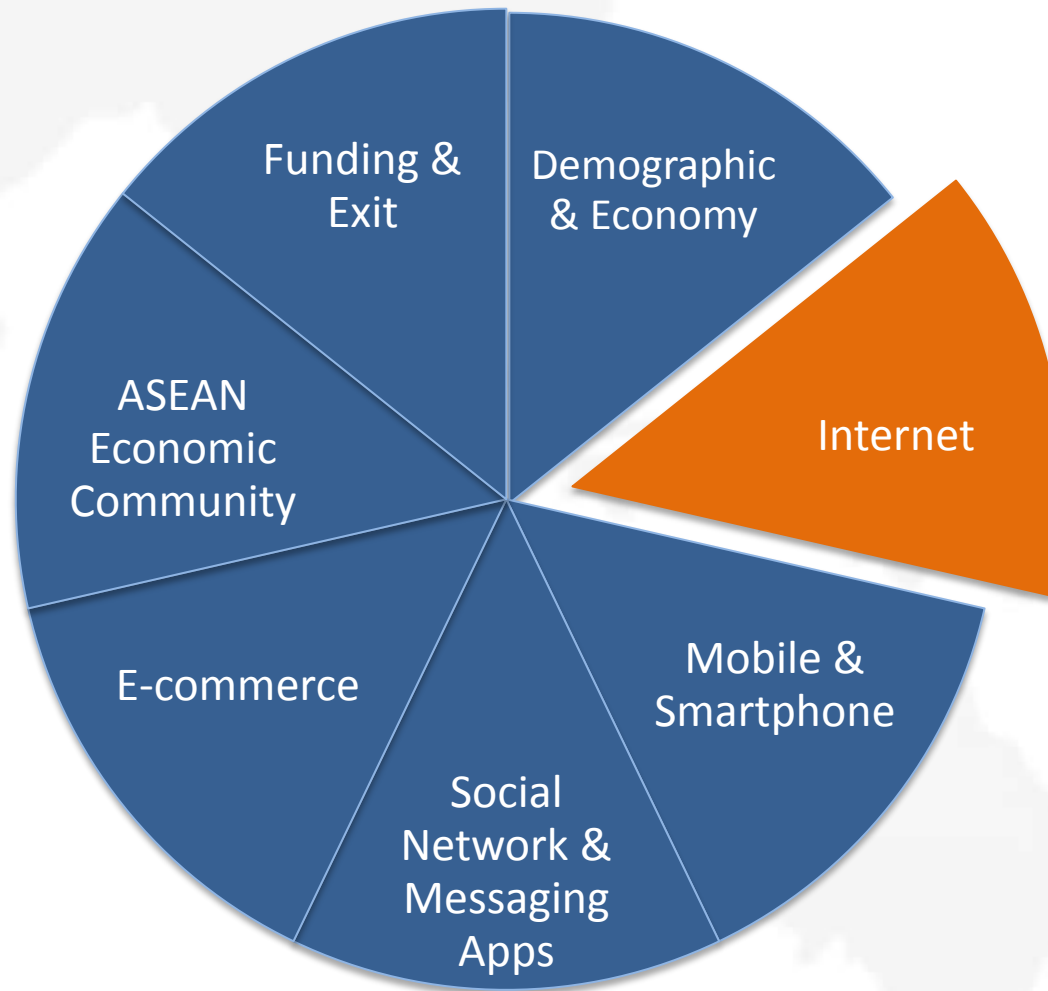 Funding &
Exit
Demographic
& Economy
Internet
Mobile &
Smartphone
Social
Network &
Messaging
Apps
E-commerce
ASEAN
Economic
Community